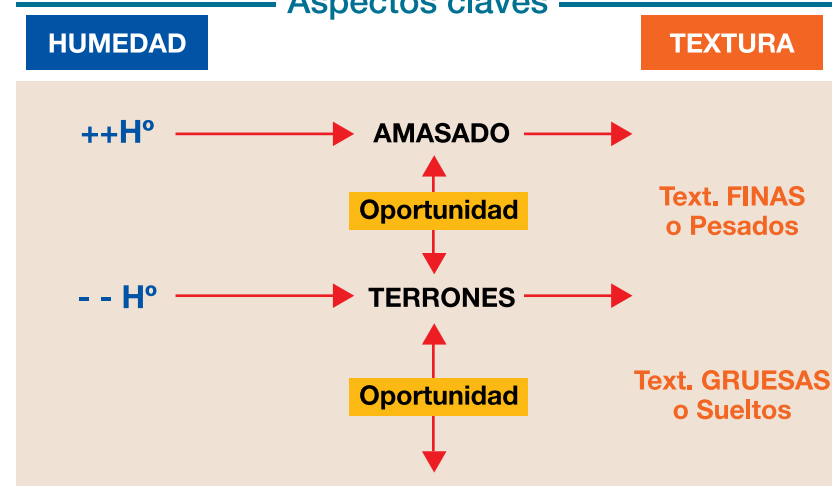 Aspectos claves
HUMEDAD
TEXTURA
++Hº
AMASADO
Oportunidad
Text. FINAS
o Pesados
- - Hº
TERRONES
Oportunidad
Text. GRUESAS
o Sueltos